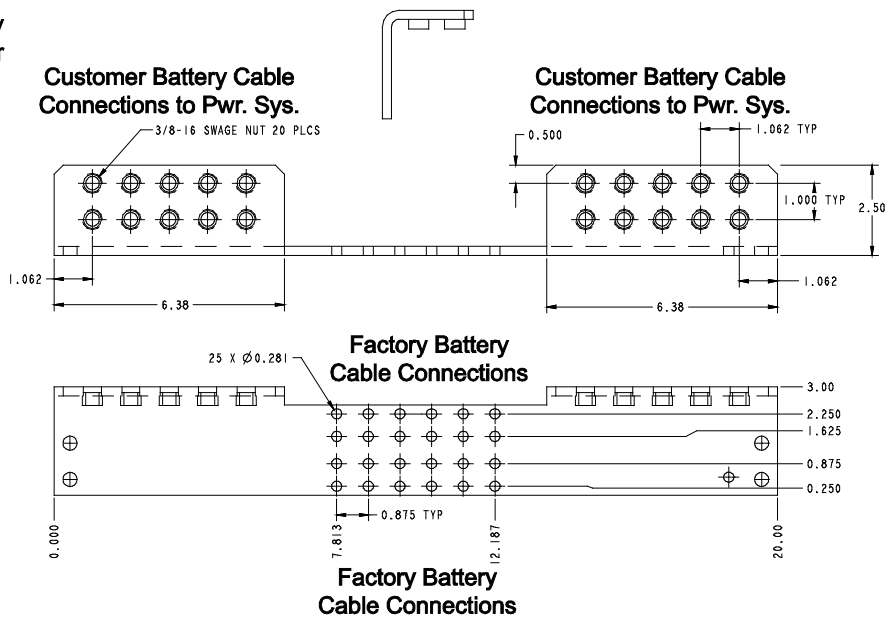 y
r
Customer Battery Cable
Connections to Pwr. Sys.
Customer Battery Cable
Connections to Pwr. Sys.
3/8-16 SWAGE NUT 20 PLCS
0.500
1.062 TYP
1.000 TYP
2.50
1.062
6.38
6.38
1.062
Factory Battery
Cable Connections
25 X Ø0.281
3.00
2.250
1.625
0.875
0.250
0.875 TYP
0.000
7.813
12.187
20.00
Factory Battery
Cable Connections